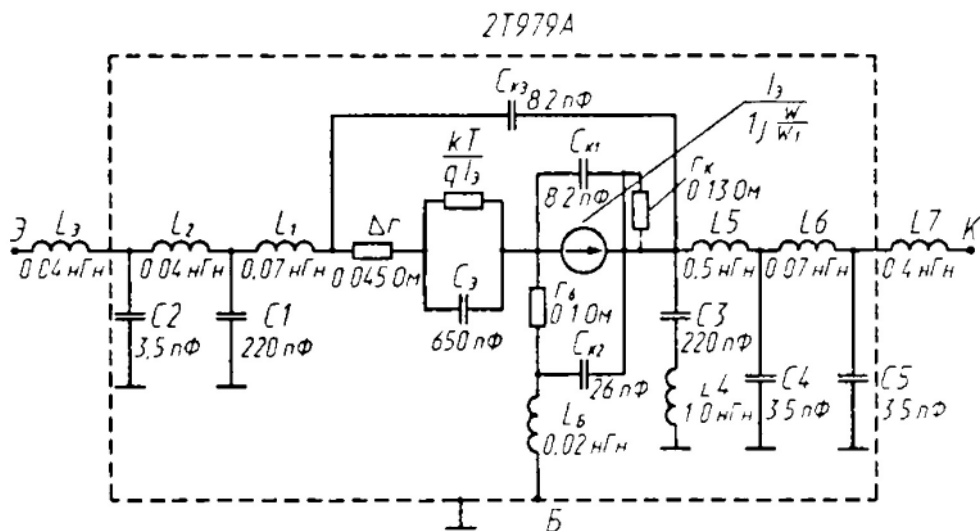 2Т979А
Cкэ
8.2 пФ
Iэ
1j w/w1
kT
qIэ
Cк1
8.2 пФ
rк
0.13 Ом
Э
Lэ
0.04 нГн
L2
0.04 нГн
L1
0.07 нГн
Δr
0.045 Ом
Cэ
650 пФ
L5
0.5 нГн
L6
0.07 нГн
L7
0.4 нГн
К
C2
3,5 пФ
C1
220 пФ
rб
0.1 Ом
Cк2
26 пФ
C3
220 пФ
L4
1.0 нГн
C4
3.5 пФ
C5
3.5 пФ
LБ
0.02 нГн
Б